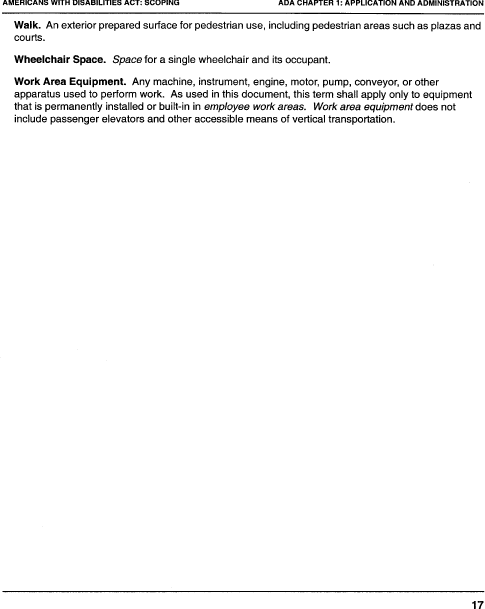 AMERICANS WITH DISABILITIES ACT: SCOPING ADA CHAPTER 1: APPLICATION AND ADMINISTRATION
Walk. An exterior prepared surface for pedestrian use, including pedestrian areas such as plazas and
courts.
Wheelchair Space. Space for a single wheelchair and its occupant.
Work Area Equipment. Any machine, instrument, engine, motor, pump, conveyor, or other
apparatus used to perform work. As used in this document, this term shall apply only to equipment
that is permanently installed or built-in in employee work areas. Work area equipment does not
include passenger elevators and other accessible means of vertical transportation.
17